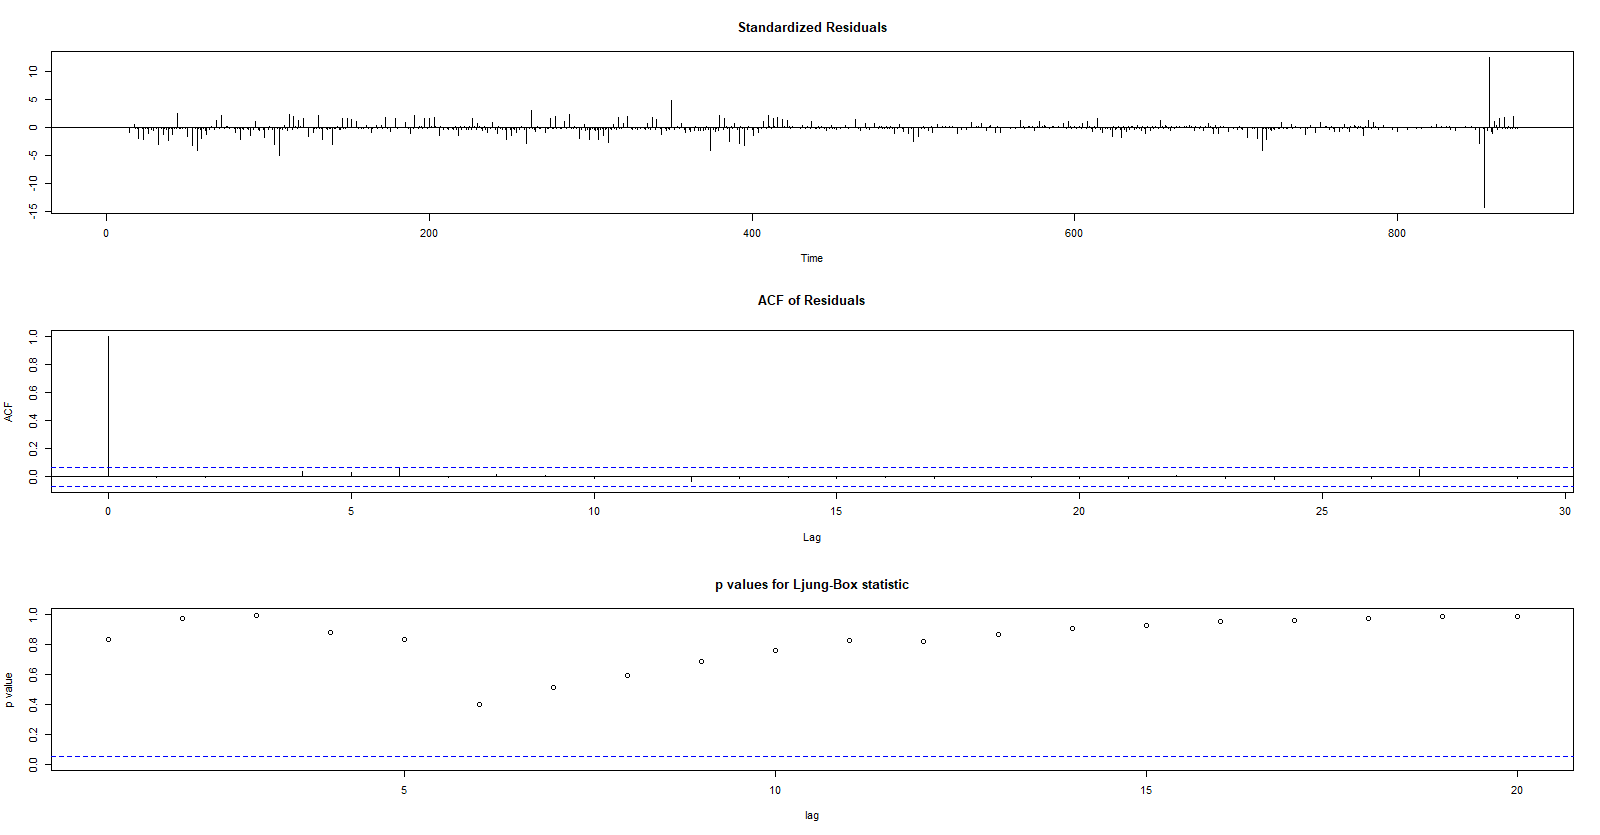 Standardized Residuals
10
5
0
-5
-10
-15
0 200 400 600 800
Time
ACF of Residuals
ACF
1.0
0.8
0.6
0.4
0.2
0.0
0 5 10 15 20 25 30
Lag
p values for Ljung-Box statistic
p value
1.0
0.8
0.6
0.4
0.2
0.0
5 10 15 20
lag